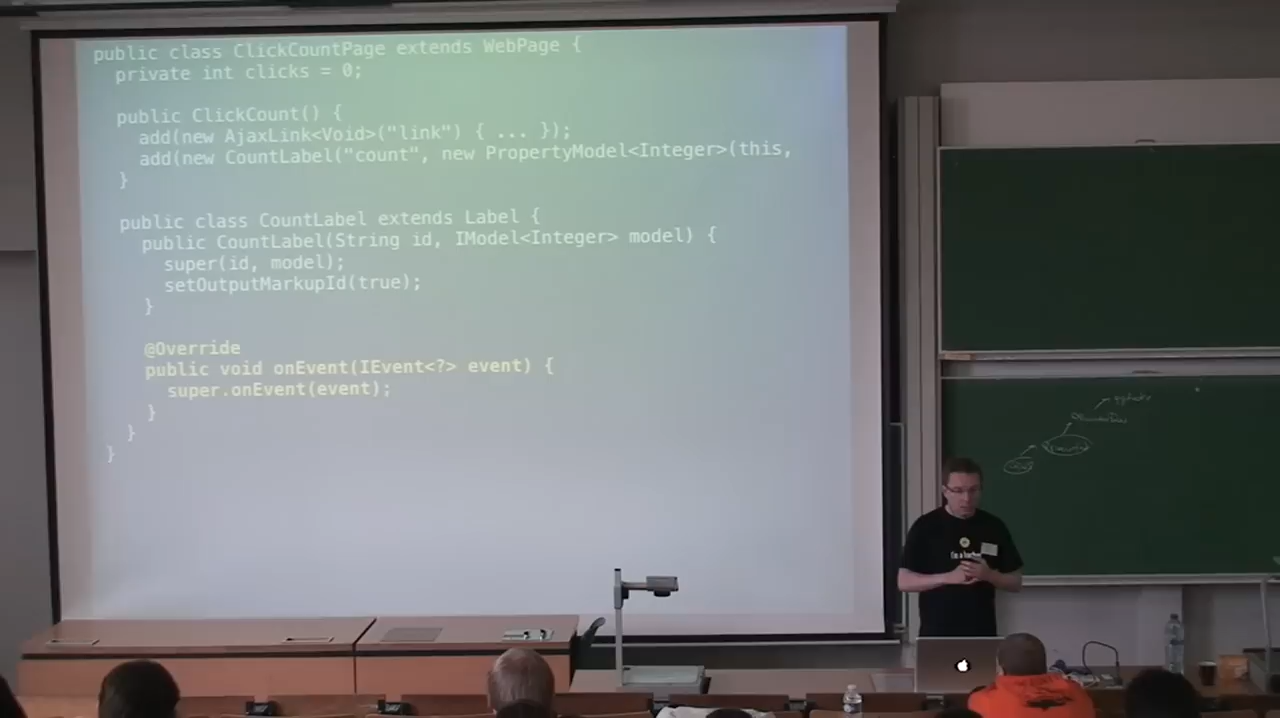 public class ClickCountPage extends WebPage {
private int clicks = 0;
public ClickCount() {
add(new AjaxLink<Void>("link") { ... });
add(new CountLabel("count", new PropertyModel<Integer>(this,
}
public class CountLabel extends Label {
public CountLabel(String id, IModel<Integer> model) {
super(id, model);
setOutputMarkupId(true);
}
@Override
public void onEvent(IEvent<?> event) {
super.onEvent(event);
}
}
}